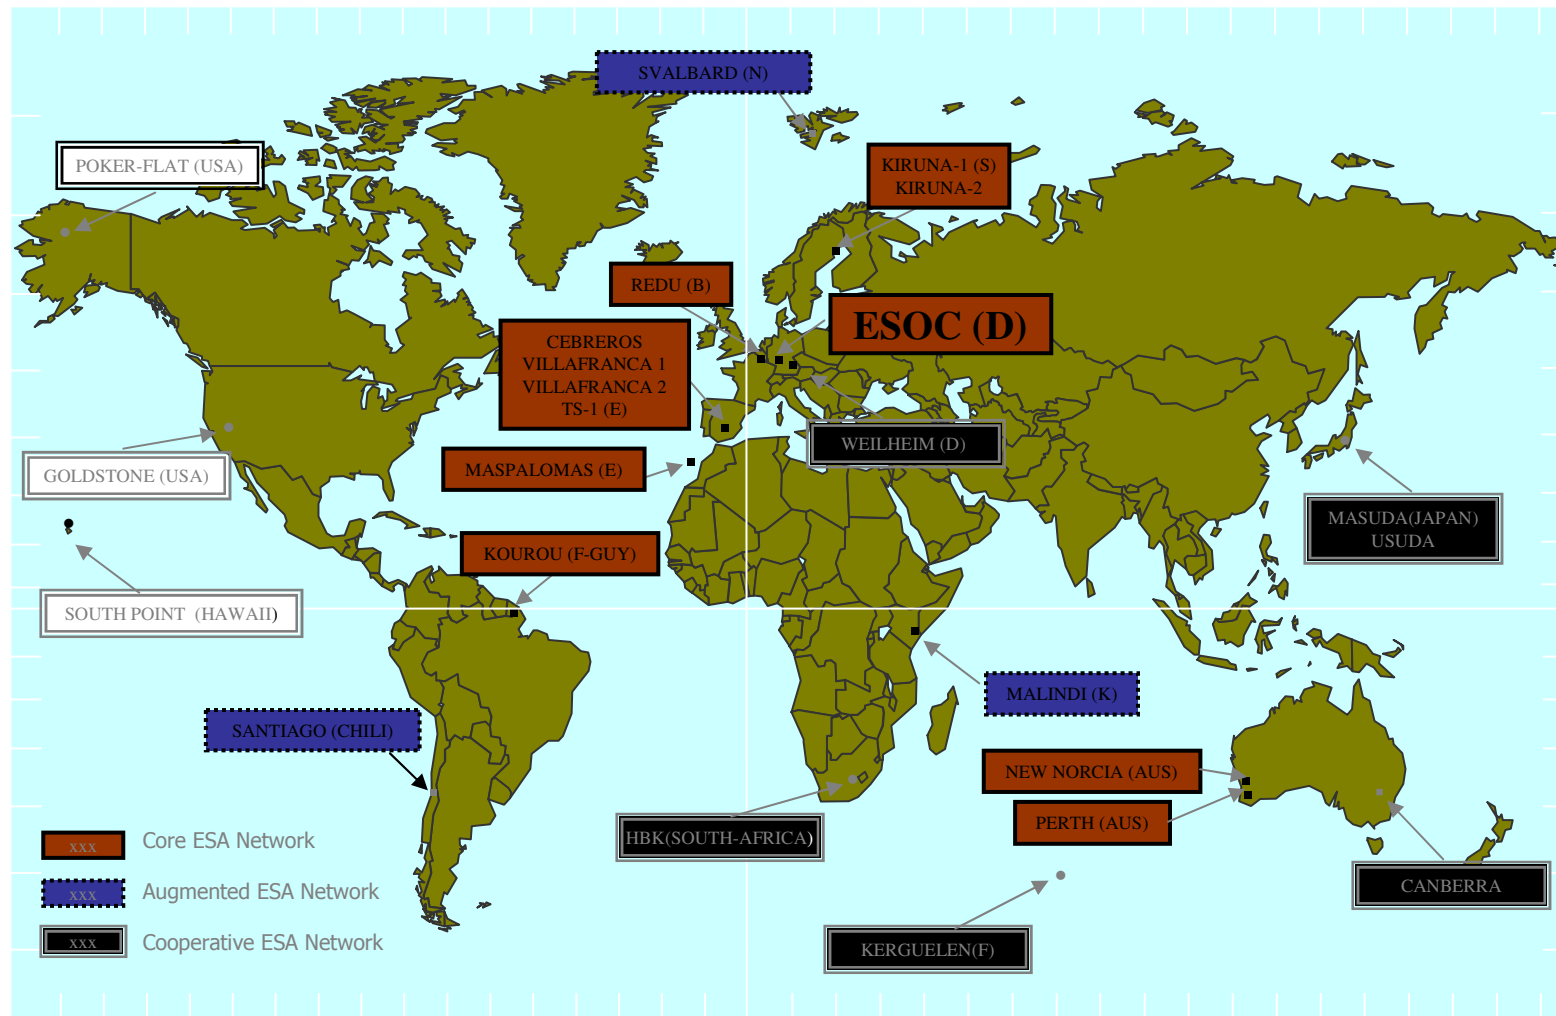 SVALBARD (N)
POKER-FLAT (USA)
KIRUNA-1 (S)
KIRUNA-2
REDU (B)
ESOC (D)
CEBREROS
VILLAFRANCA 1
VILLAFRANCA 2
TS-1 (E)
WEILHEIM (D)
GOLDSTONE (USA)
MASPALOMAS (E)
MASUDA(JAPAN)
USUDA
KOUROU (F-GUY)
SOUTH POINT (HAWAII)
MALINDI (K)
SANTIAGO (CHILI)
NEW NORCIA (AUS)
PERTH (AUS)
HBK(SOUTH-AFRICA)
CANBERRA
KERGUELEN(F)
xxx Core ESA Network
xxx Augmented ESA Network
xxx Cooperative ESA Network